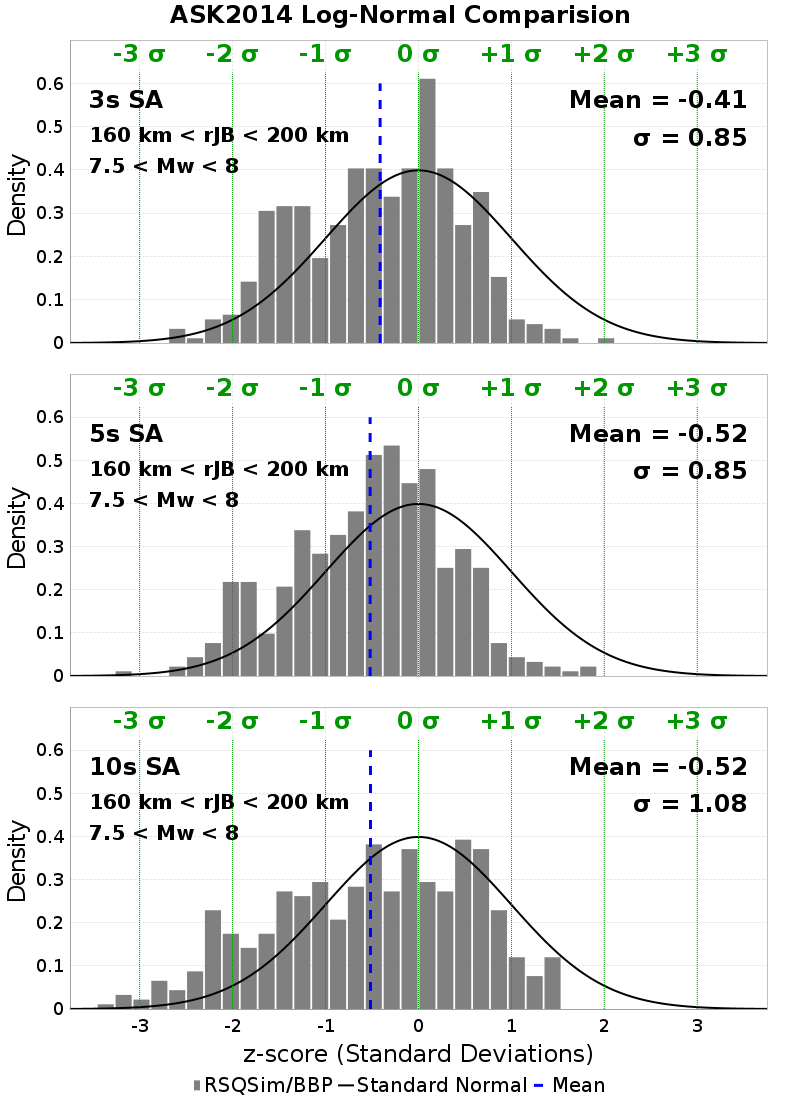 ASK2014 Log-Normal Comparision
-3 σ -2 σ -1 σ 0 σ +1 σ +2 σ +3 σ
3s SA
160 km < rJB < 200 km
7.5 < Mw < 8
Mean = -0.41
σ = 0.85
Density
0.6
0.5
0.4
0.3
0.2
0.1
0
-3 σ -2 σ -1 σ 0 σ +1 σ +2 σ +3 σ
5s SA
160 km < rJB < 200 km
7.5 < Mw < 8
Mean = -0.52
σ = 0.85
Density
0.6
0.5
0.4
0.3
0.2
0.1
0
-3 σ -2 σ -1 σ 0 σ +1 σ +2 σ +3 σ
10s SA
160 km < rJB < 200 km
7.5 < Mw < 8
Mean = -0.52
σ = 1.08
Density
0.6
0.5
0.4
0.3
0.2
0.1
0
-3 -2 -1 0 1 2 3
z-score (Standard Deviations)
RSQSim/BBP Standard Normal Mean